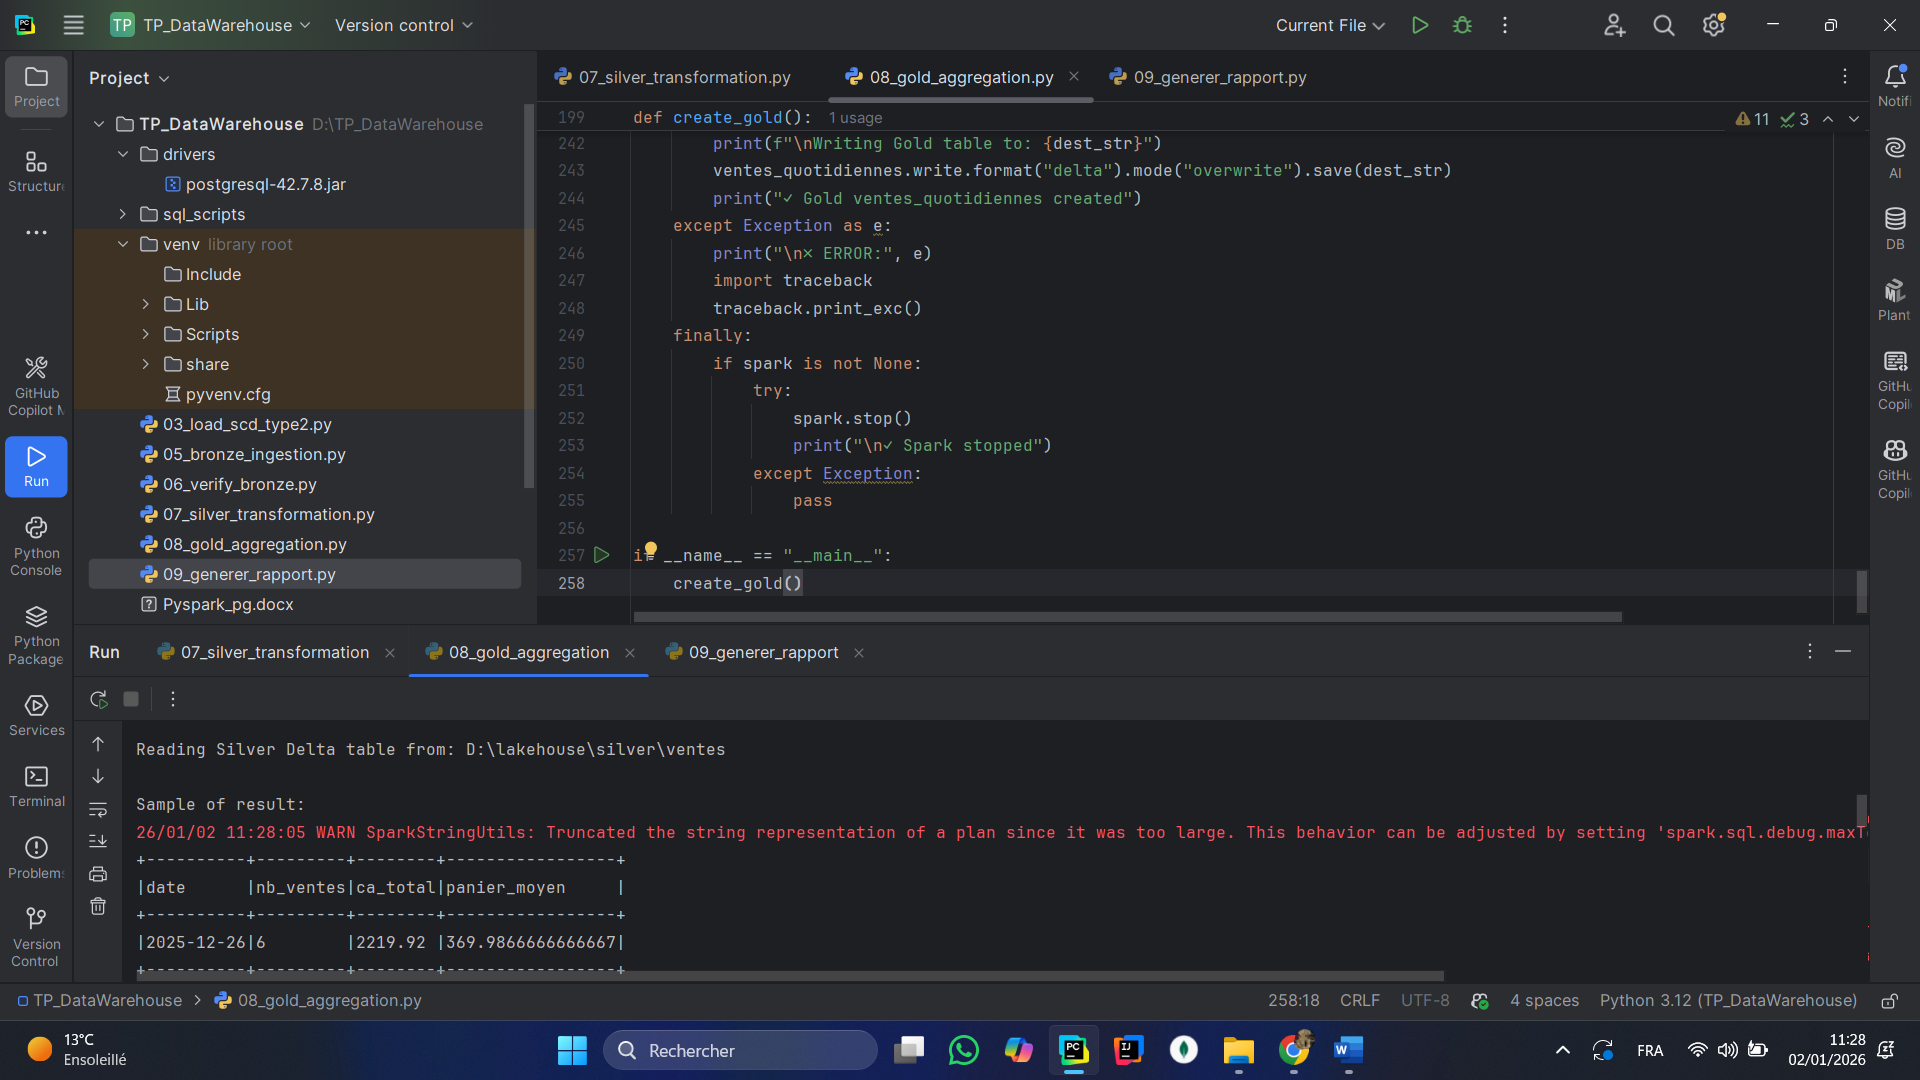 TP TP_DataWarehouse Version control Current File
Project
07_silver_transformation.py 08_gold_aggregation.py 09_generer_rapport.py
Project
Structure
GitHub
Copilot
Run
Python
Console
Python
Package
Services
Terminal
Problems
Version
Control
TP_DataWarehouse D:\TP_DataWarehouse
drivers
postgresql-42.7.8.jar
sql_scripts
venv library root
Include
Lib
Scripts
share
pyvenv.cfg
03_load_scd_type2.py
05_bronze_ingestion.py
06_verify_bronze.py
07_silver_transformation.py
08_gold_aggregation.py
09_generer_rapport.py
Pyspark_pg.docx
199 def create_gold(): 1 usage
11 3
242 print(f"\nWriting Gold table to: {dest_str}")
243 ventes_quotidiennes.write.format("delta").mode("overwrite").save(dest_str)
244 print("✓ Gold ventes_quotidiennes created")
245 except Exception as e:
246 print("\n✕ ERROR:", e)
247 import traceback
248 traceback.print_exc()
249 finally:
250 if spark is not None:
251 try:
252 spark.stop()
253 print("\n✓ Spark stopped")
254 except Exception:
255 pass
256
257 if __name__ == "__main__":
258 create_gold()
Notifi
AI
DB
Plant
GitHu
Copil
GitHu
Copil
Run 07_silver_transformation 08_gold_aggregation 09_generer_rapport
Reading Silver Delta table from: D:\lakehouse\silver\ventes
Sample of result:
26/01/02 11:28:05 WARN SparkStringUtils: Truncated the string representation of a plan since it was too large. This behavior can be adjusted by setting 'spark.sql.debug.maxT
+----------+---------+--------+-----------------+
|date      |nb_ventes|ca_total|panier_moyen     |
+----------+---------+--------+-----------------+
|2025-12-26|6        |2219.92 |369.9866666666667|
+----------+---------+--------+-----------------+
TP_DataWarehouse > 08_gold_aggregation.py 258:18 CRLF UTF-8 4 spaces Python 3.12 (TP_DataWarehouse)
13°C
Ensoleillé
Rechercher
FRA
11:28
02/01/2026